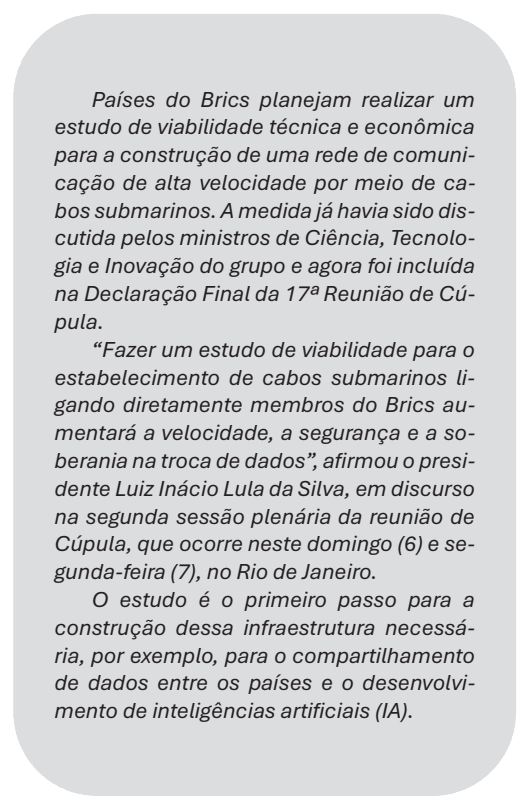 Países do Brics planejam realizar um
estudo de viabilidade técnica e econômica
para a construção de uma rede de comuni-
cação de alta velocidade por meio de ca-
bos submarinos. A medida já havia sido dis-
cutida pelos ministros de Ciência, Tecnolo-
gia e Inovação do grupo e agora foi incluída
na Declaração Final da 17ª Reunião de Cú-
pula.
“Fazer um estudo de viabilidade para o
estabelecimento de cabos submarinos li-
gando diretamente membros do Brics au-
mentará a velocidade, a segurança e a so-
berania na troca de dados”, afirmou o presi-
dente Luiz Inácio Lula da Silva, em discurso
na segunda sessão plenária da reunião de
Cúpula, que ocorre neste domingo (6) e se-
gunda-feira (7), no Rio de Janeiro.
O estudo é o primeiro passo para a
construção dessa infraestrutura necessá-
ria, por exemplo, para o compartilhamento
de dados entre os países e o desenvolvi-
mento de inteligências artificiais (IA).